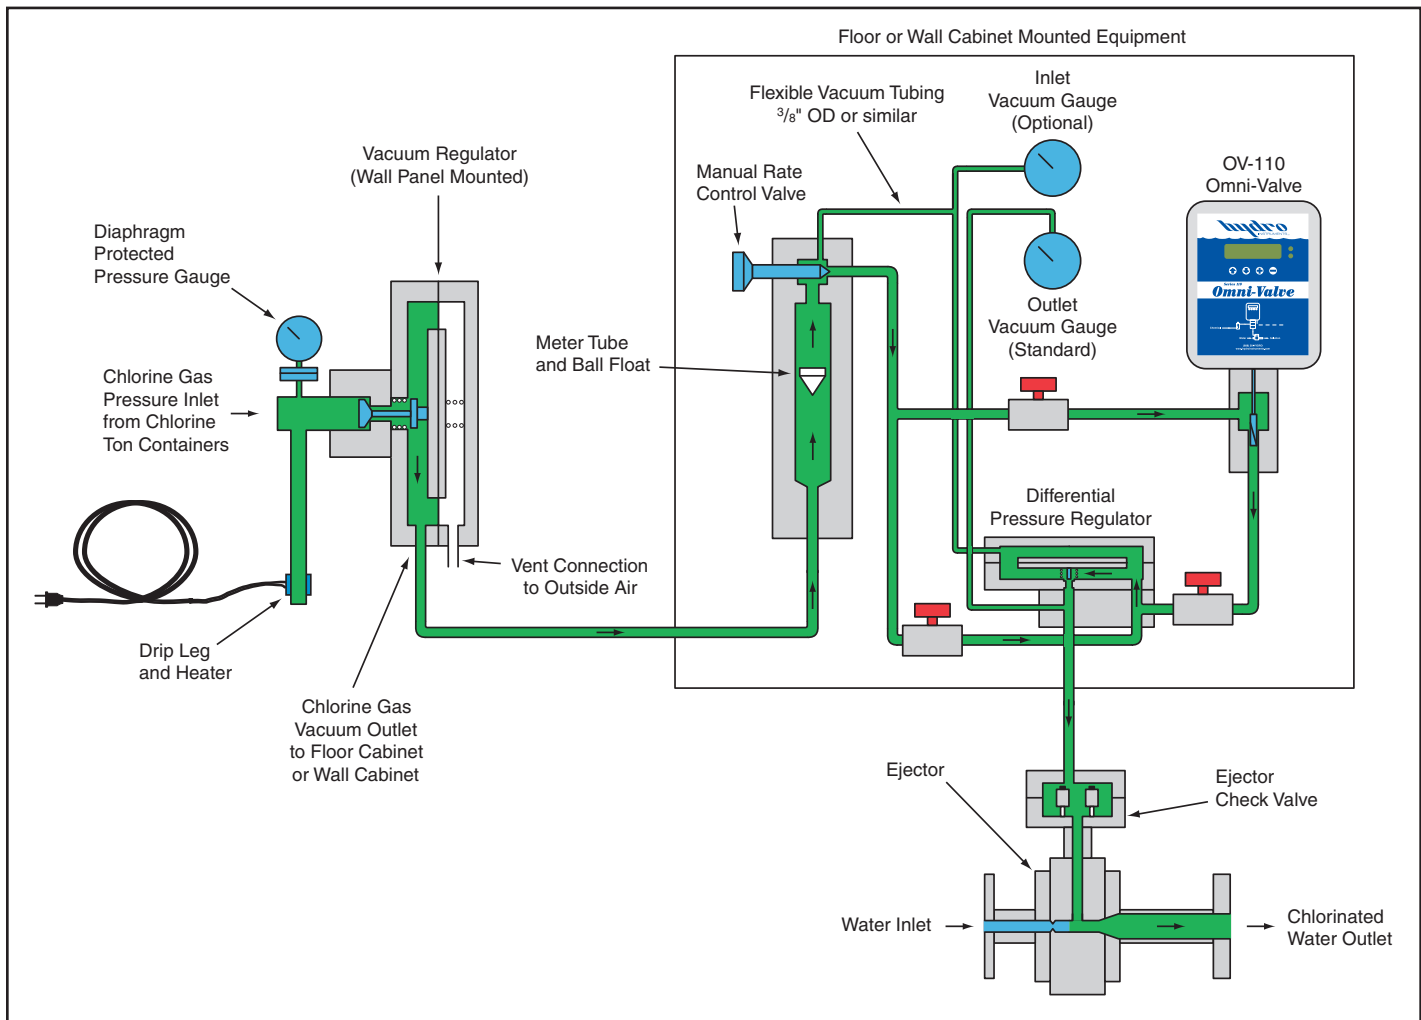 Floor or Wall Cabinet Mounted Equipment
Inlet
Vacuum Gauge
(Optional)
Flexible Vacuum Tubing
3/8" OD or similar
Vacuum Regulator
(Wall Panel Mounted)
Manual Rate
Control Valve
OV-110
Omni-Valve
Diaphragm
Protected
Pressure Gauge
hydro
Omni-Valve
Outlet
Vacuum Gauge
(Standard)
Meter Tube
and Ball Float
Chlorine Gas
Pressure Inlet
from Chlorine
Ton Containers
Differential
Pressure Regulator
Vent Connection
to Outside Air
Drip Leg
and Heater
Chlorine Gas
Vacuum Outlet
to Floor Cabinet
or Wall Cabinet
Ejector
Ejector
Check Valve
Water Inlet
Chlorinated
Water Outlet